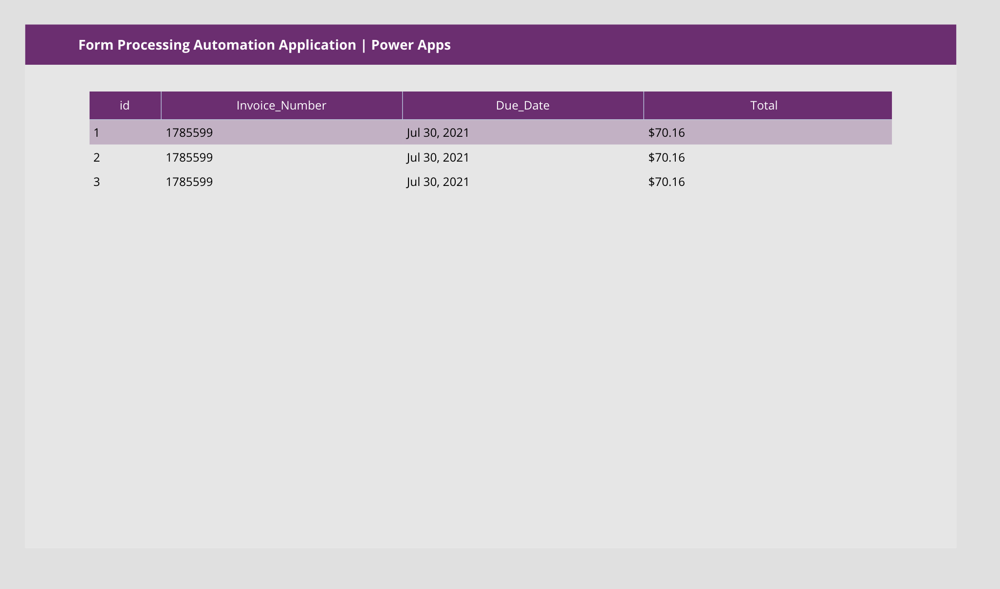 Form Processing Automation Application | Power Apps
id Invoice_Number Due_Date Total
1 1785599 Jul 30, 2021 $70.16
2 1785599 Jul 30, 2021 $70.16
3 1785599 Jul 30, 2021 $70.16